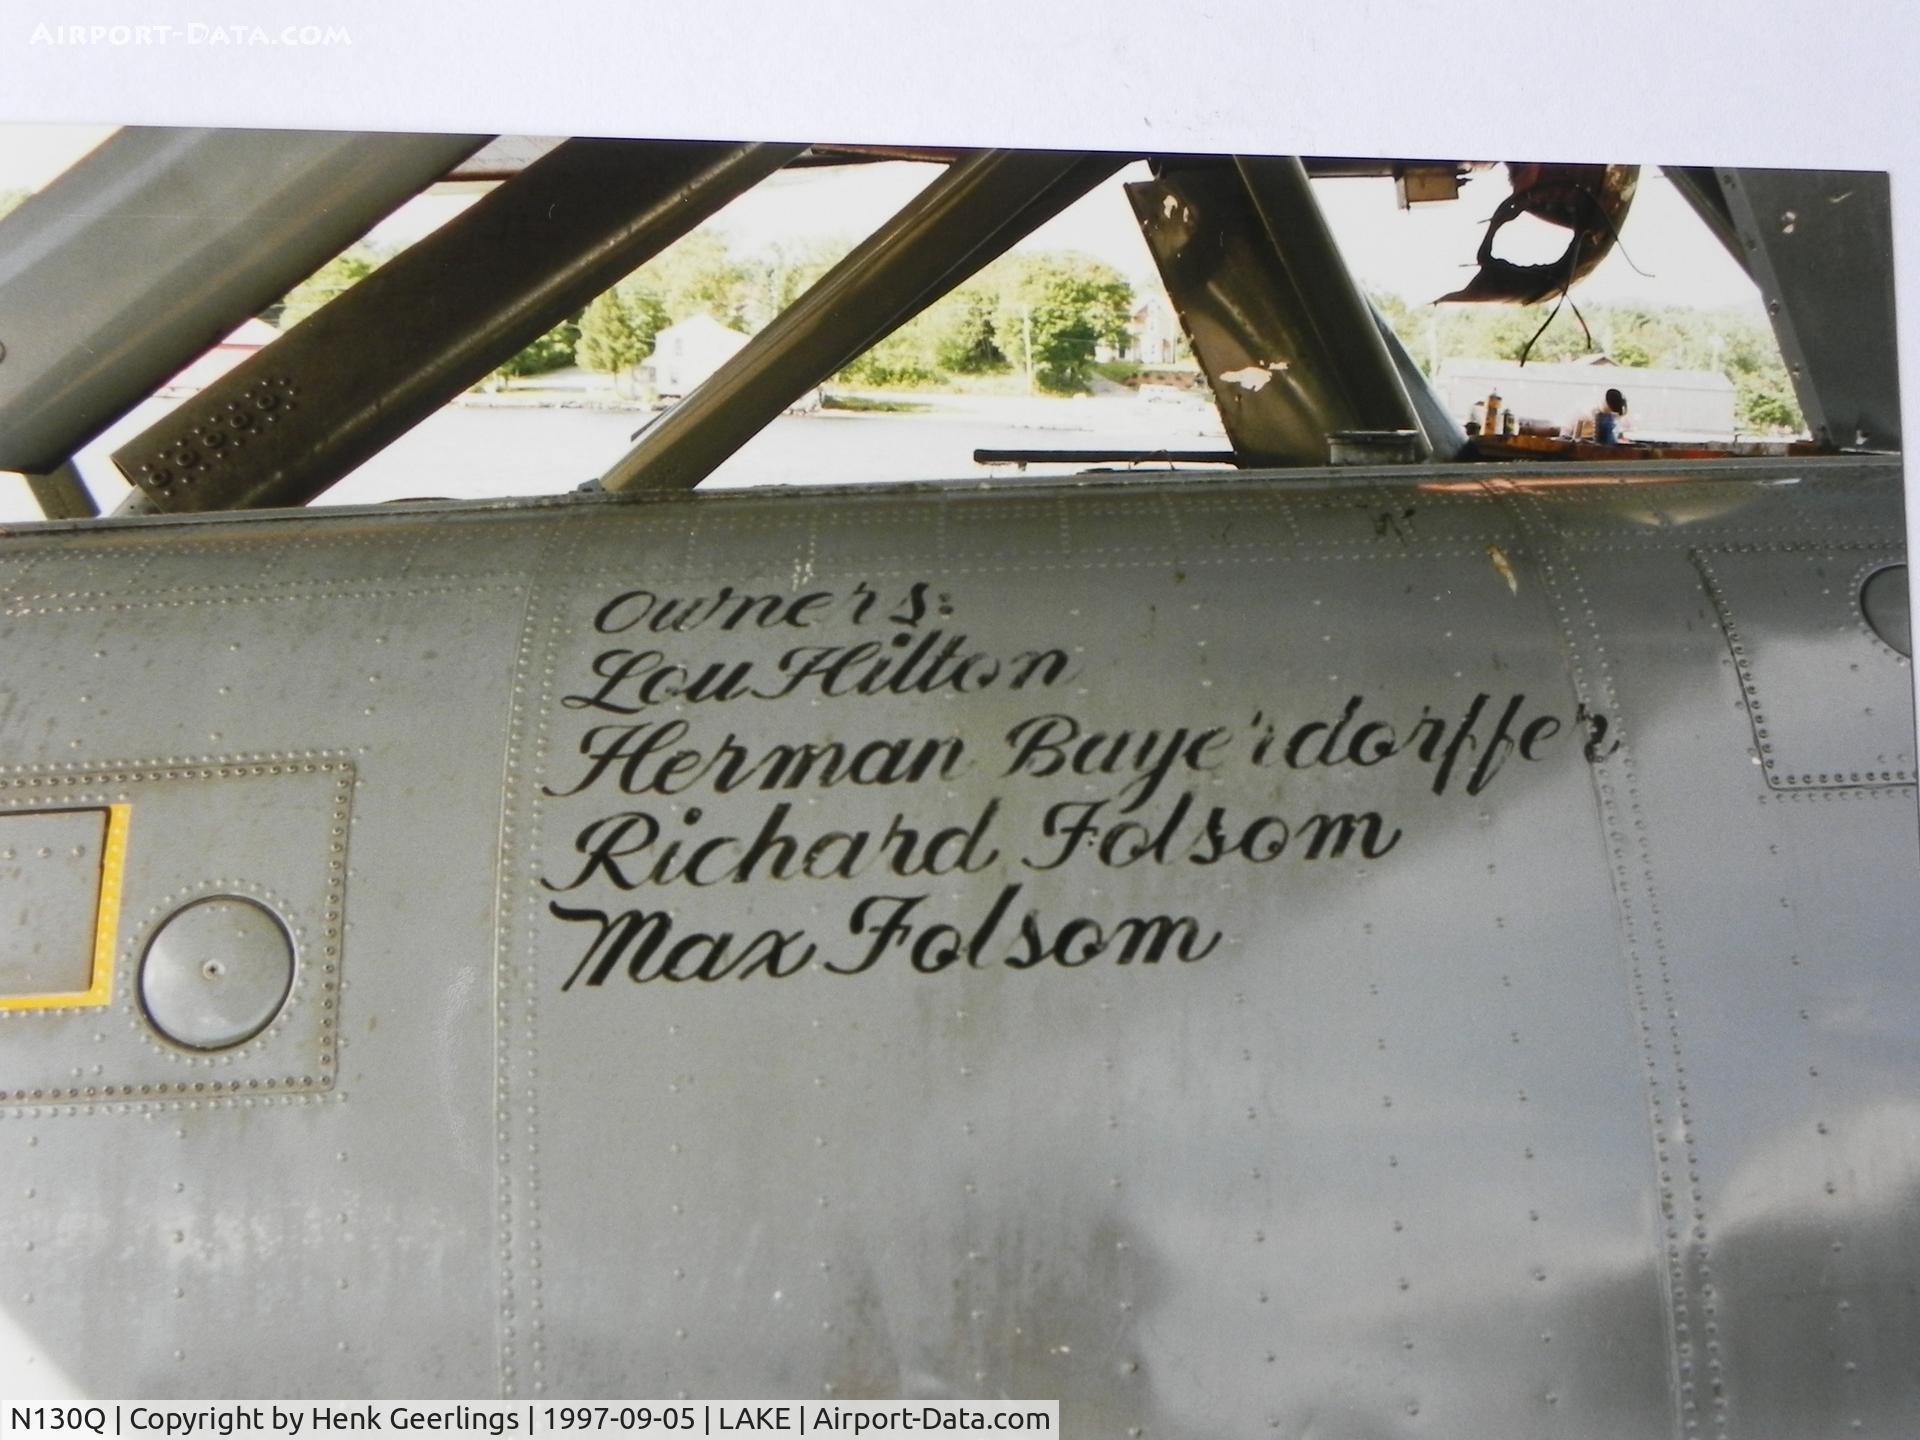 AIRPORT-DATA.COM
Owners:
Lou Hilton
Herman Bayerdorffer
Richard Folsom
Max Folsom
N130Q | Copyright by Henk Geerlings | 1997-09-05 | LAKE | Airport-Data.com